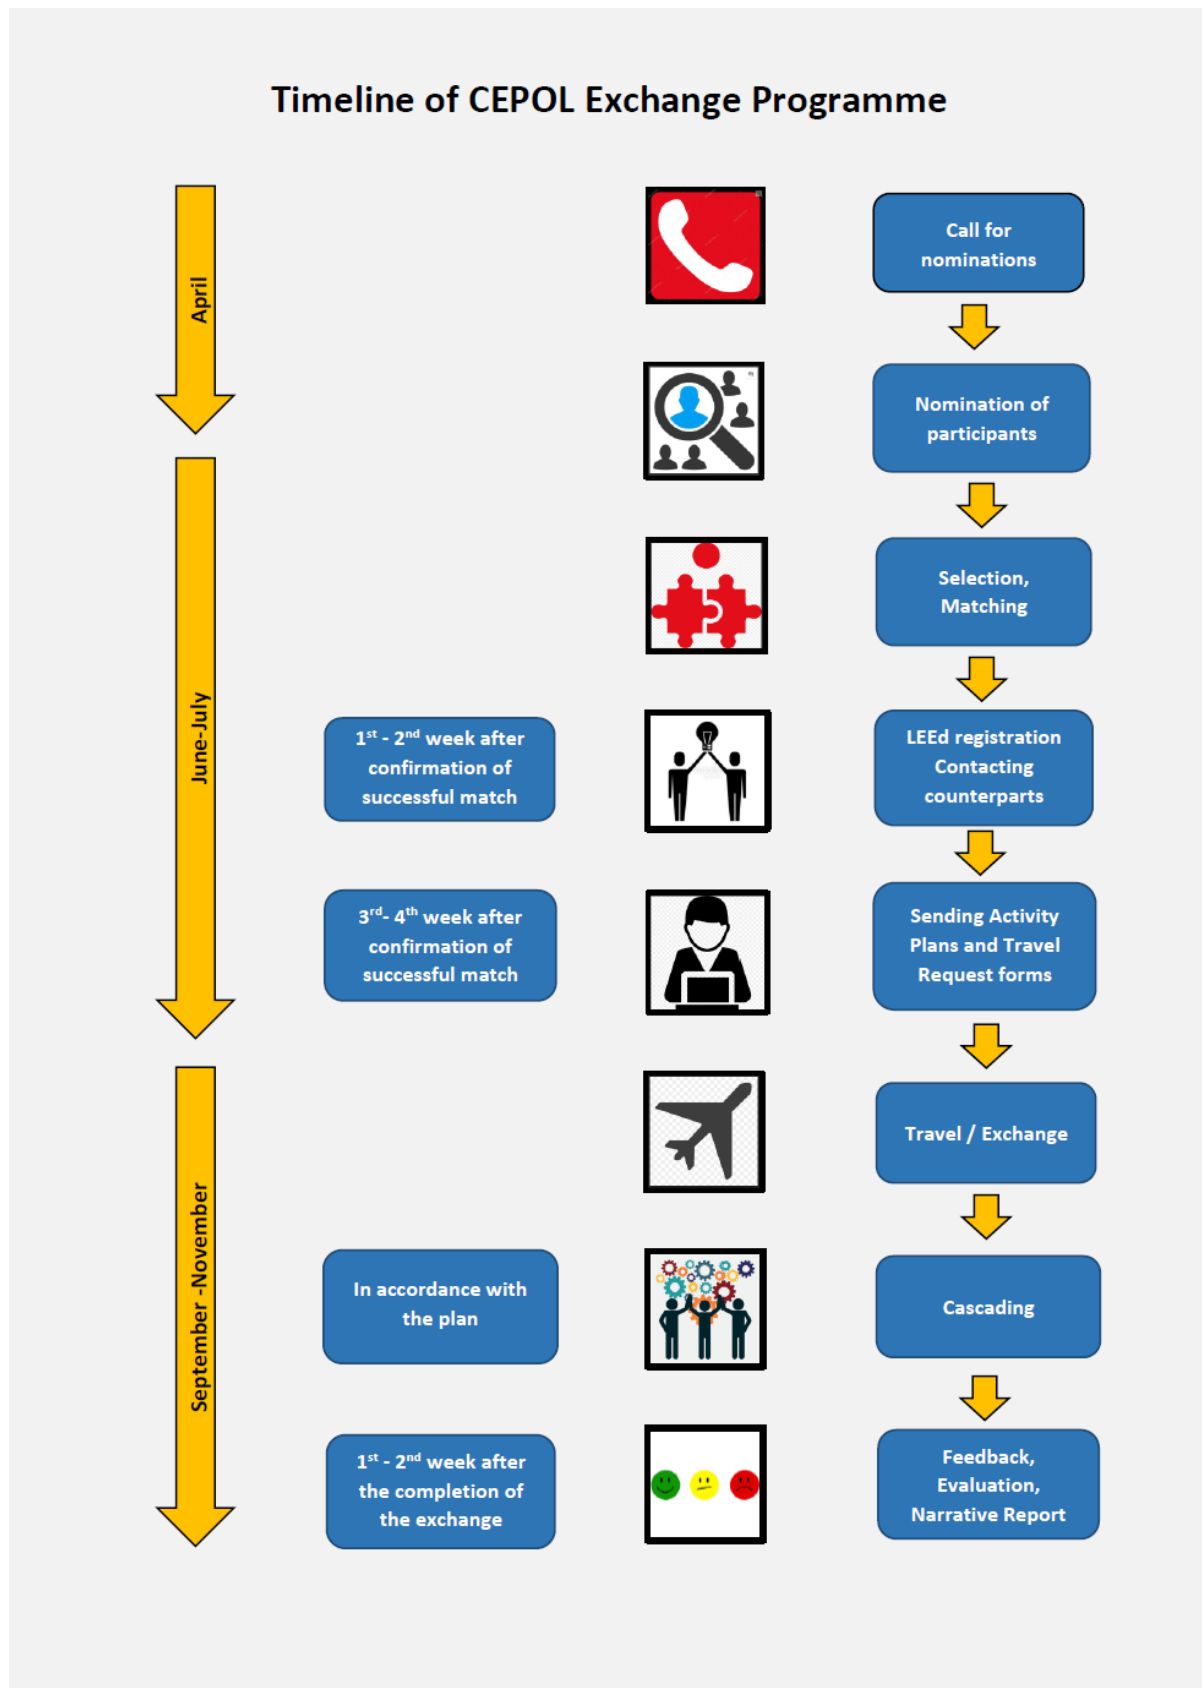 Timeline of CEPOL Exchange Programme
April
Call for
nominations
Nomination of
participants
June-July
Selection,
Matching
1st - 2nd week after
confirmation of
successful match
LEEd registration
Contacting
counterparts
3rd- 4th week after
confirmation of
successful match
Sending Activity
Plans and Travel
Request forms
September -November
Travel / Exchange
In accordance with
the plan
Cascading
1st - 2nd week after
the completion of
the exchange
Feedback,
Evaluation,
Narrative Report